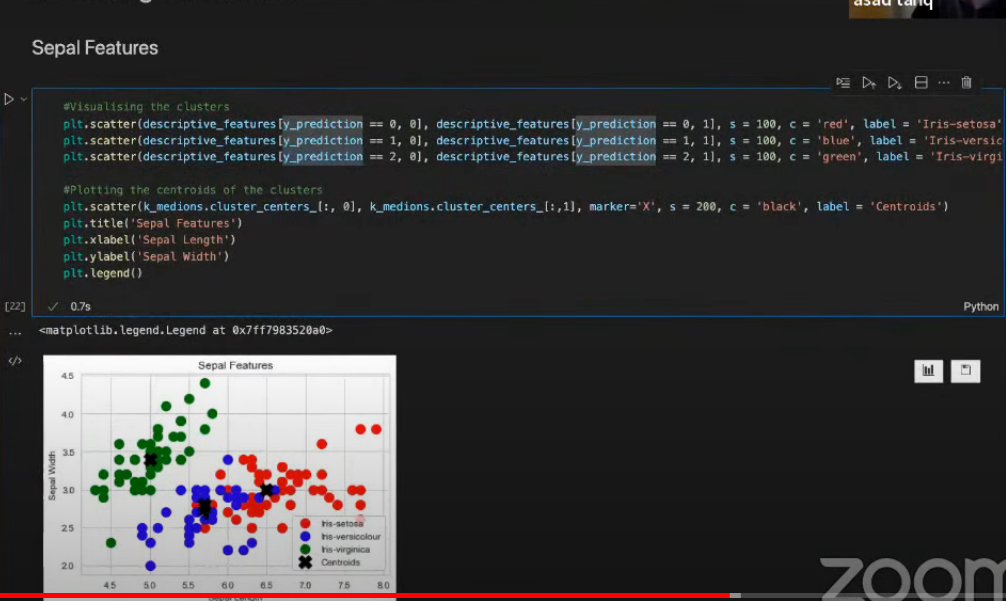 asad tariq
Sepal Features
#Visualising the clusters
plt.scatter(descriptive_features[y_prediction == 0, 0], descriptive_features[y_prediction == 0, 1], s = 100, c = 'red', label = 'Iris-setosa'
plt.scatter(descriptive_features[y_prediction == 1, 0], descriptive_features[y_prediction == 1, 1], s = 100, c = 'blue', label = 'Iris-versic
plt.scatter(descriptive_features[y_prediction == 2, 0], descriptive_features[y_prediction == 2, 1], s = 100, c = 'green', label = 'Iris-virgi
#Plotting the centroids of the clusters
plt.scatter(k_medions.cluster_centers_[:, 0], k_medions.cluster_centers_[:,1], marker='X', s = 200, c = 'black', label = 'Centroids')
plt.title('Sepal Features')
plt.xlabel('Sepal Length')
plt.ylabel('Sepal Width')
plt.legend()
[22] 0.7s Python
... <matplotlib.legend.Legend at 0x7ff7983520a0>
Sepal Features
4.5
4.0
3.5
3.0
2.5
2.0
Sepal Width
Iris-setosa
Iris-versicolour
Iris-virginica
Centroids
4.5 5.0 5.5 6.0 6.5 7.0 7.5 8.0
Sepal Length
zoom